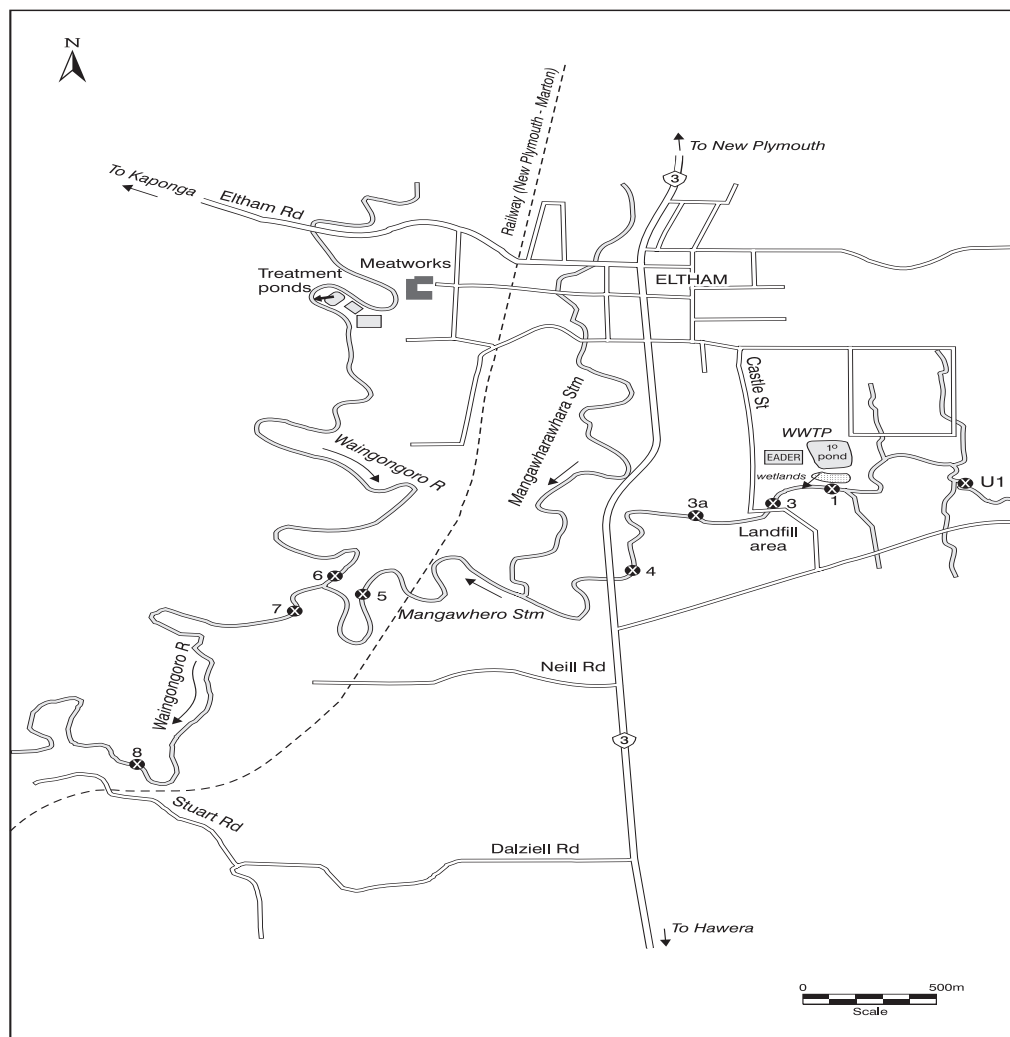 N
Railway (New Plymouth - Marton)
To New Plymouth
3
To Kaponga
Eltham Rd
Meatworks
Treatment
ponds
ELTHAM
Castle St
Mangawharawhara Stm
WWTP
1º
pond
EADER
wetlands
U1
1
3
3a
Landfill
area
Waingongoro R
4
6
5
7
Mangawhero Stm
Neill Rd
Waingongoro R
3
8
Stuart Rd
Dalziell Rd
To Hawera
0 500m
Scale